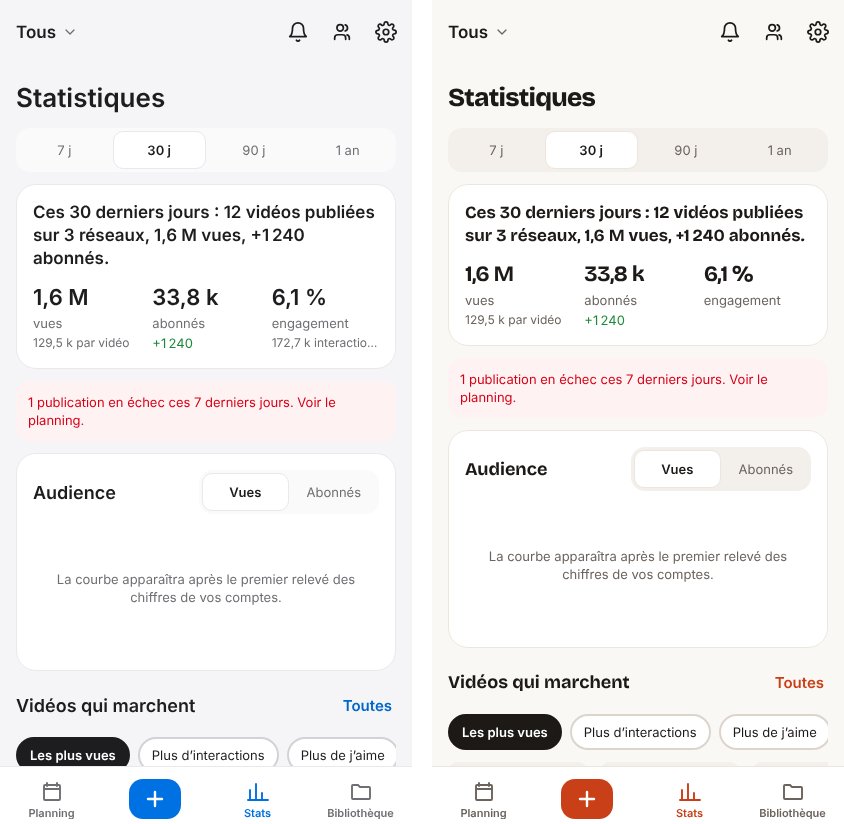 Tous
Statistiques
7 j
30 j
90 j
1 an
Ces 30 derniers jours : 12 vidéos publiées
sur 3 réseaux, 1,6 M vues, +1 240
abonnés.
1,6 M
33,8 k
6,1 %
vues
abonnés
engagement
129,5 k par vidéo
+1 240
172,7 k interactio…
1 publication en échec ces 7 derniers jours. Voir le
planning.
Audience
Vues
Abonnés
La courbe apparaîtra après le premier relevé des
chiffres de vos comptes.
Vidéos qui marchent
Toutes
Les plus vues
Plus d’interactions
Plus de j’aime
Planning
Stats
Bibliothèque
Tous
Statistiques
7 j
30 j
90 j
1 an
Ces 30 derniers jours : 12 vidéos publiées
sur 3 réseaux, 1,6 M vues, +1 240 abonnés.
1,6 M
33,8 k
6,1 %
vues
abonnés
engagement
129,5 k par vidéo
+1 240
1 publication en échec ces 7 derniers jours. Voir le
planning.
Audience
Vues
Abonnés
La courbe apparaîtra après le premier relevé des
chiffres de vos comptes.
Vidéos qui marchent
Toutes
Les plus vues
Plus d’interactions
Plus de j’aime
Planning
Stats
Bibliothèque